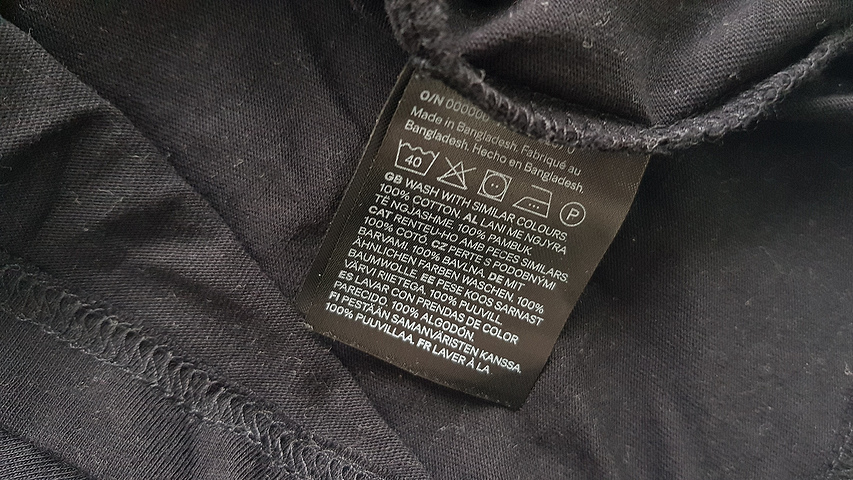 O/N 00000
Made in Bangladesh. Fabriqué au
Bangladesh. Hecho en Bangladesh.
40 P
GB WASH WITH SIMILAR COLOURS.
100% COTTON. AL LANI ME NGJYRA
TË NGJASHME. 100% PAMBUK
CAT RENTEU-HO AMB PECES SIMILARS.
100% COTÓ. CZ PERTE S PODOBNÝMI
BARVAMI. 100% BAVLNA. DE MIT
ÄHNLICHEN FARBEN WASCHEN. 100%
BAUMWOLLE. EE PESE KOOS SARNAST
VÄRVI RIIETEGA. 100% PUUVILL
ES LAVAR CON PRENDAS DE COLOR
PARECIDO. 100% ALGODÓN.
FI PESTÄÄN SAMANVÄRISTEN KANSSA.
100% PUUVILLAA. FR LAVER À LA